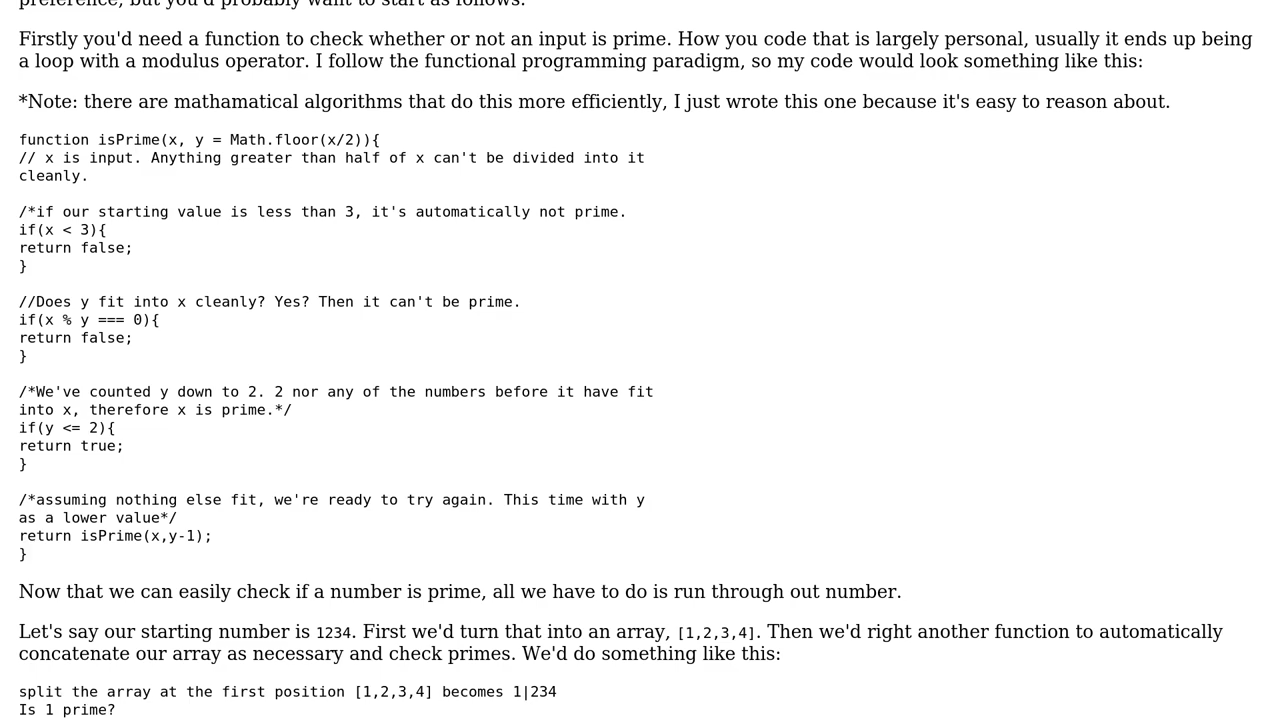 preference, but you'd probably want to start as follows:
Firstly you'd need a function to check whether or not an input is prime. How you code that is largely personal, usually it ends up being
a loop with a modulus operator. I follow the functional programming paradigm, so my code would look something like this:
*Note: there are mathamatical algorithms that do this more efficiently, I just wrote this one because it's easy to reason about.
function isPrime(x, y = Math.floor(x/2)){
// x is input. Anything greater than half of x can't be divided into it
cleanly.
/*if our starting value is less than 3, it's automatically not prime.
if(x < 3){
return false;
}
//Does y fit into x cleanly? Yes? Then it can't be prime.
if(x % y === 0){
return false;
}
/*We've counted y down to 2. 2 nor any of the numbers before it have fit
into x, therefore x is prime.*/
if(y <= 2){
return true;
}
/*assuming nothing else fit, we're ready to try again. This time with y
as a lower value*/
return isPrime(x,y-1);
}
Now that we can easily check if a number is prime, all we have to do is run through out number.
Let's say our starting number is 1234. First we'd turn that into an array, [1,2,3,4]. Then we'd right another function to automatically
concatenate our array as necessary and check primes. We'd do something like this:
split the array at the first position [1,2,3,4] becomes 1|234
Is 1 prime?